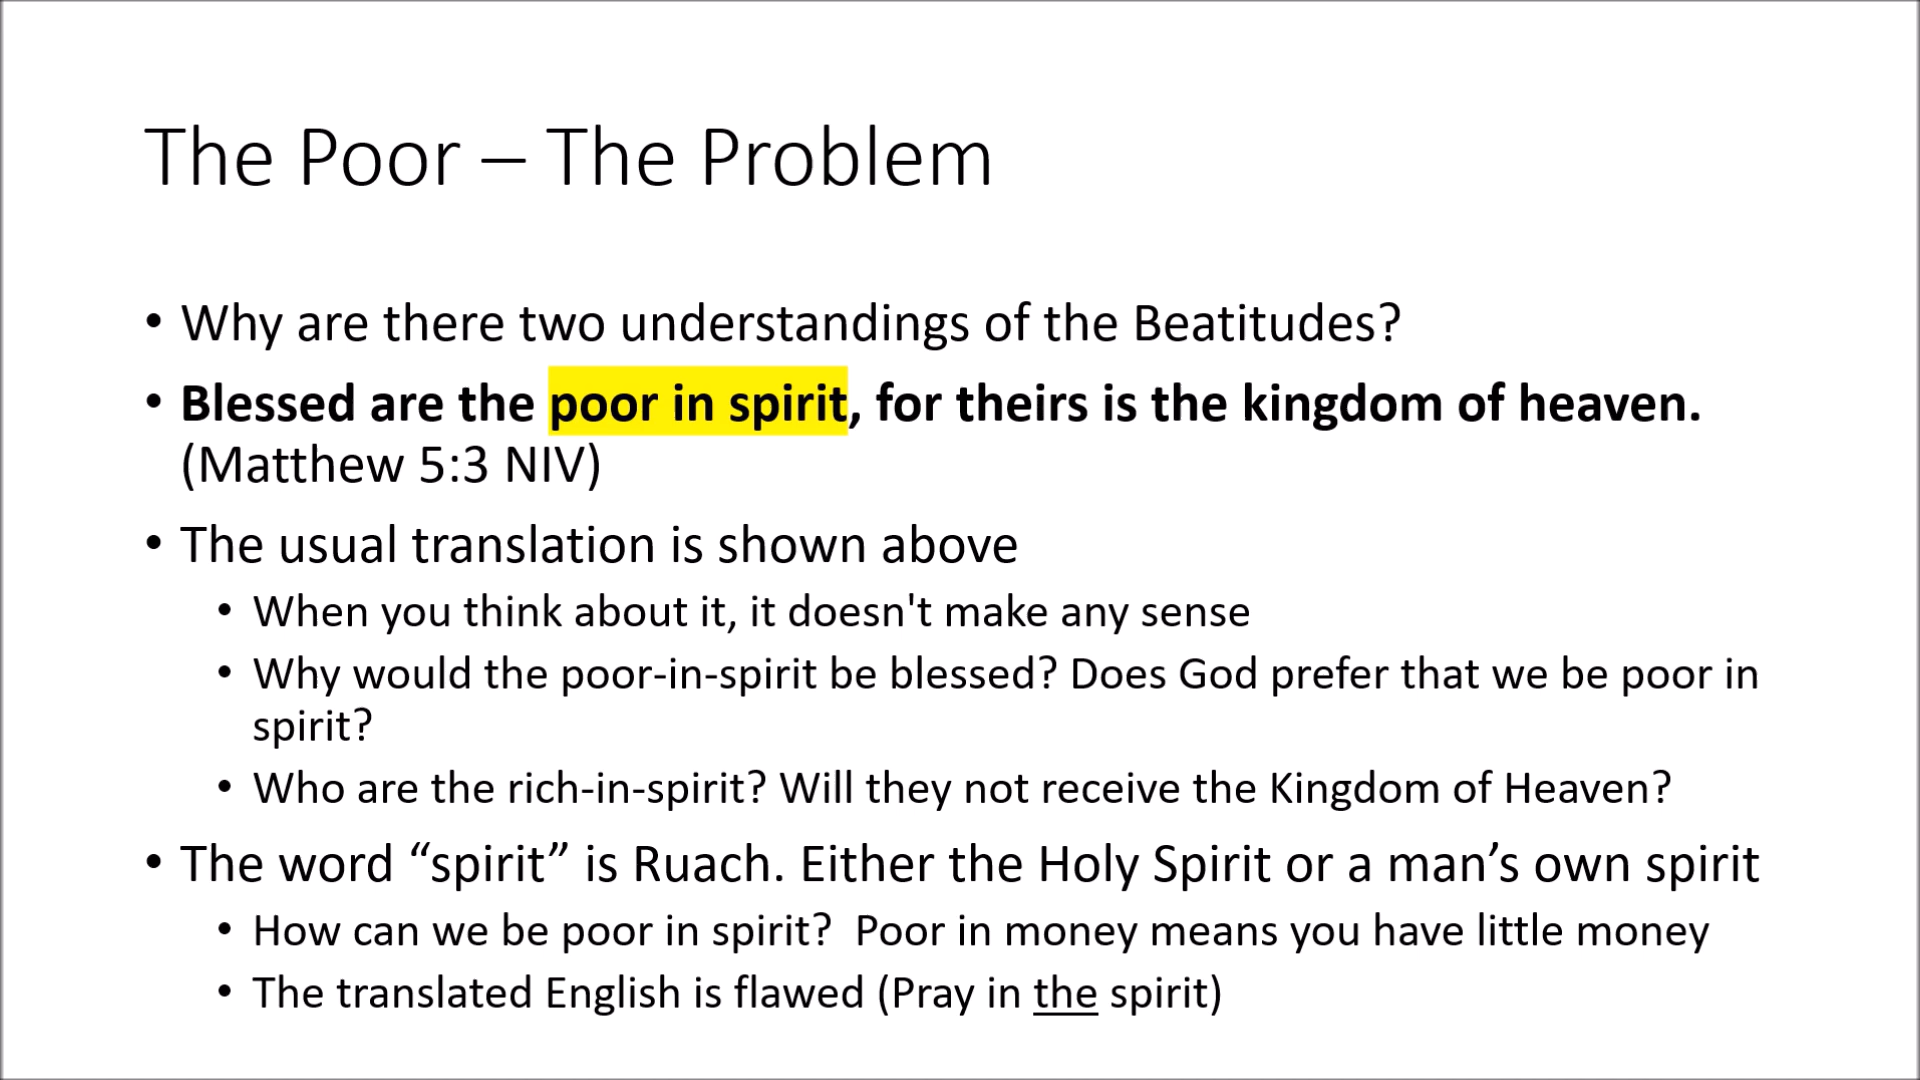 The Poor – The Problem
• Why are there two understandings of the Beatitudes?
• Blessed are the poor in spirit, for theirs is the kingdom of heaven.
(Matthew 5:3 NIV)
• The usual translation is shown above
• When you think about it, it doesn't make any sense
• Why would the poor-in-spirit be blessed? Does God prefer that we be poor in
spirit?
• Who are the rich-in-spirit? Will they not receive the Kingdom of Heaven?
• The word “spirit” is Ruach. Either the Holy Spirit or a man’s own spirit
• How can we be poor in spirit?  Poor in money means you have little money
• The translated English is flawed (Pray in the spirit)